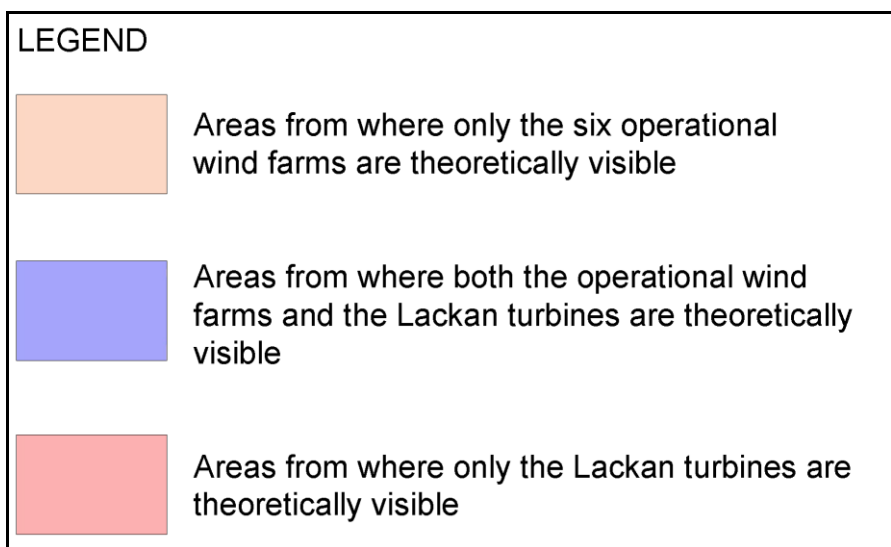 LEGEND
Areas from where only the six operational
wind farms are theoretically visible
Areas from where both the operational wind
farms and the Lackan turbines are theoretically
visible
Areas from where only the Lackan turbines are
theoretically visible